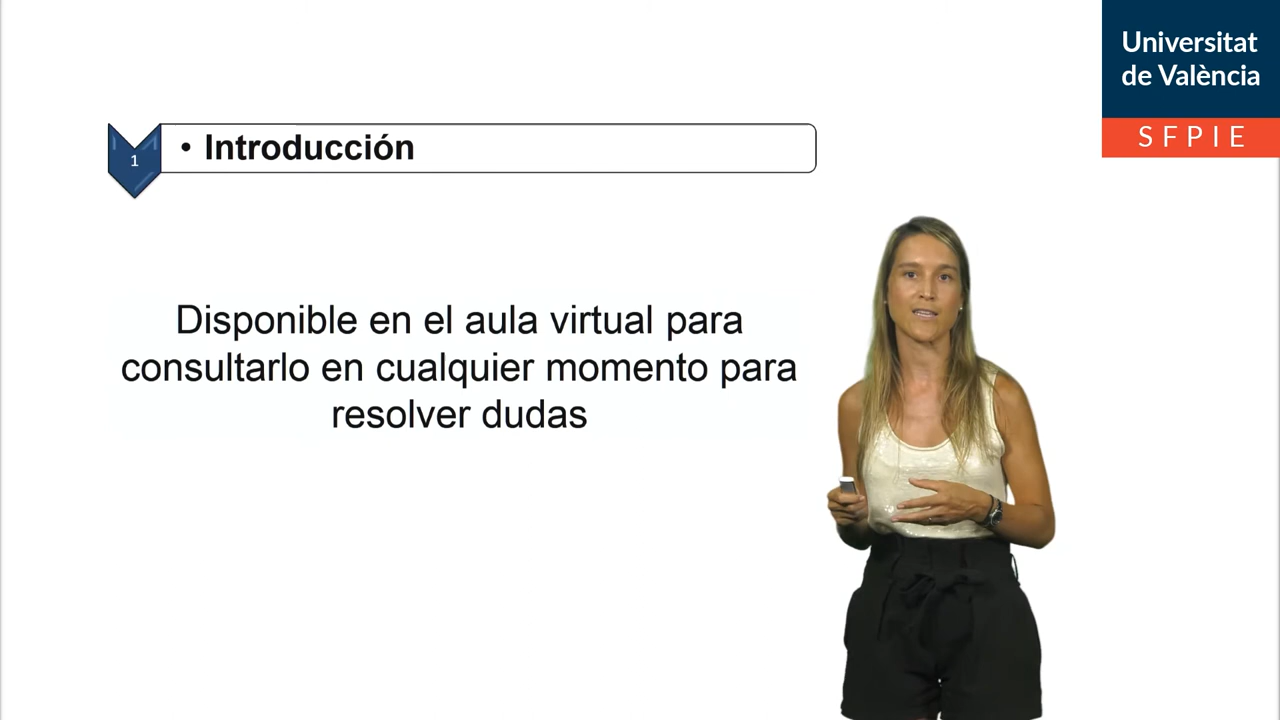 Universitat
de València
SFPIE
1
• Introducción
Disponible en el aula virtual para
consultarlo en cualquier momento para
resolver dudas